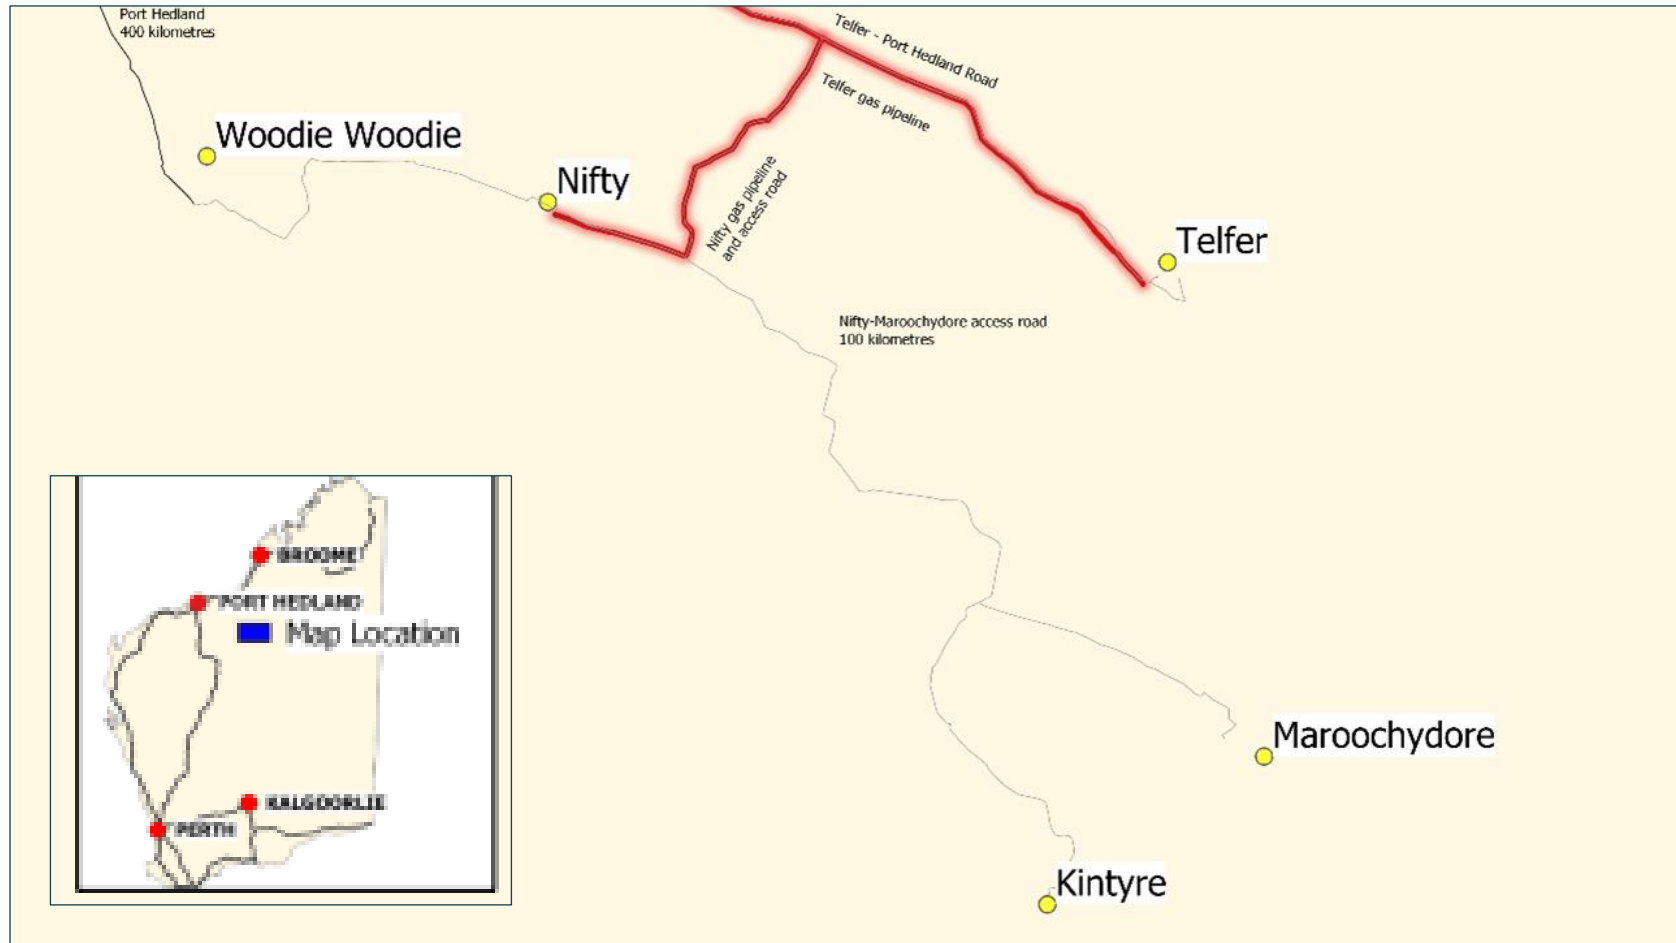 Port Hedland
400 kilometres
Telfer - Port Hedland Road
Telfer gas pipeline
Woodie Woodie
Nifty
Nifty gas pipeline
and access road
Telfer
Nifty-Maroochydore access road
100 kilometres
BROOME
PORT HEDLAND
Map Location
KALGOORLIE
PERTH
Maroochydore
Kintyre